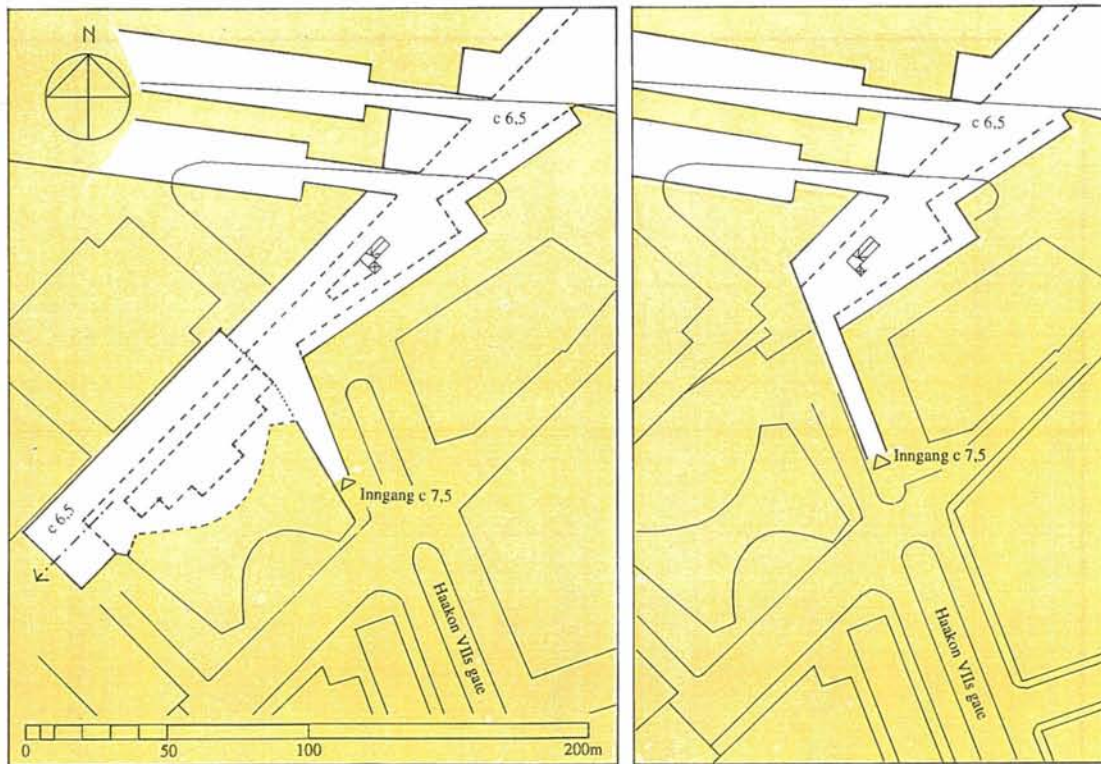 N
c 6,5
c 6,5
Inngang c 7,5
Haakon VIIs gate
0 50 100 200m
c 6,5
Inngang c 7,5
Haakon VIIs gate